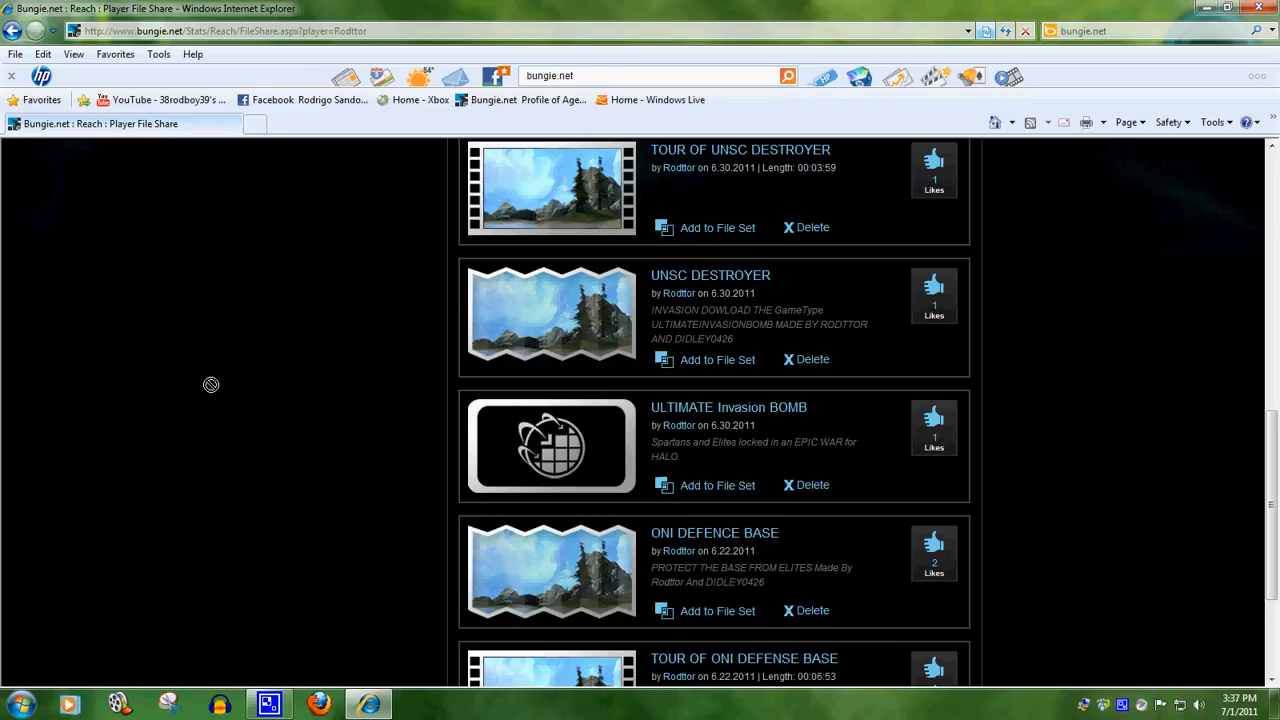 Bungie.net : Reach : Player File Share - Windows Internet Explorer
http://www.bungie.net/Stats/Reach/FileShare.aspx?player=Rodttor
bungie.net
File Edit View Favorites Tools Help
hp
54°
bungie.net
Favorites
YouTube - 38rodboy39's ...
Facebook Rodrigo Sando...
Home - Xbox
Bungie.net Profile of Age...
Home - Windows Live
Bungie.net : Reach : Player File Share
Page Safety Tools
TOUR OF UNSC DESTROYER
by Rodttor on 6.30.2011 | Length: 00:03:59
1
Likes
Add to File Set
X Delete
UNSC DESTROYER
by Rodttor on 6.30.2011
INVASION DOWLOAD THE GameType
ULTIMATEINVASIONBOMB MADE BY RODTTOR
AND DIDLEY0426
1
Likes
Add to File Set
X Delete
ULTIMATE Invasion BOMB
by Rodttor on 6.30.2011
Spartans and Elites locked in an EPIC WAR for
HALO.
1
Likes
Add to File Set
X Delete
ONI DEFENCE BASE
by Rodttor on 6.22.2011
PROTECT THE BASE FROM ELITES Made By
Rodttor And DIDLEY0426
2
Likes
Add to File Set
X Delete
TOUR OF ONI DEFENSE BASE
by Rodttor on 6.22.2011 | Length: 00:06:53
3:37 PM
7/1/2011